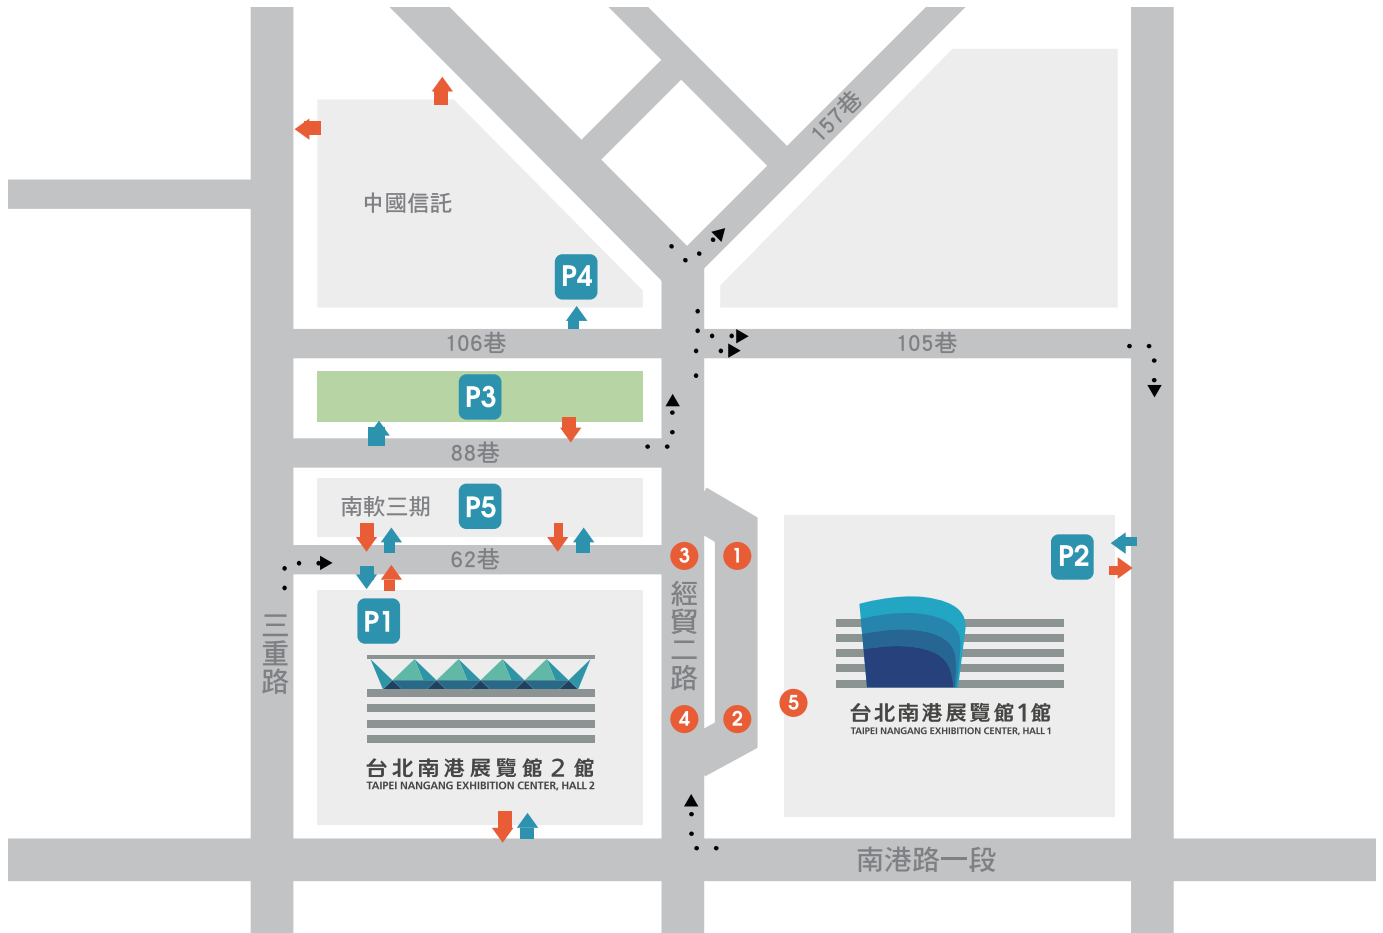 157巷
中國信託
P4
106巷
105巷
P3
88巷
南軟三期
P5
62巷
3
1
P2
P1
三重路
經貿二路
4
2
5
台北南港展覽館1館
TAIPEI NANGANG EXHIBITION CENTER, HALL 1
台北南港展覽館2館
TAIPEI NANGANG EXHIBITION CENTER, HALL 2
南港路一段